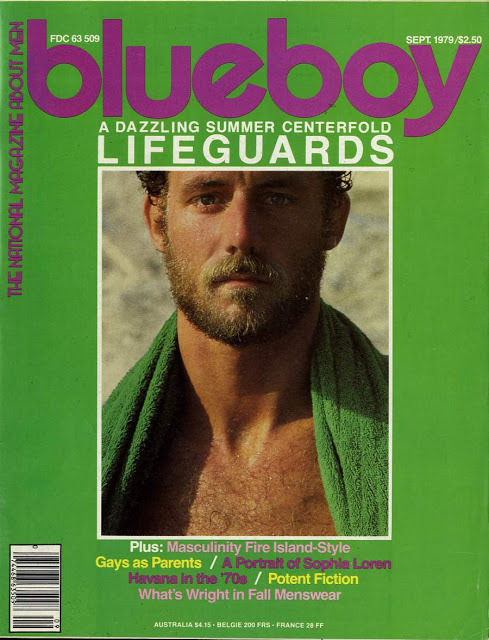 FDC 63 509
SEPT. 1979/$2.50
blueboy
THE NATIONAL MAGAZINE ABOUT MEN
A DAZZLING SUMMER CENTERFOLD
LIFEGUARDS
Plus: Masculinity Fire Island-Style
Gays as Parents / A Portrait of Sophia Loren
Havana in the '70s / Potent Fiction
What's Wright in Fall Menswear
AUSTRALIA $4.15 • BELGIE 200 FRS • FRANCE 28 FF
0
09